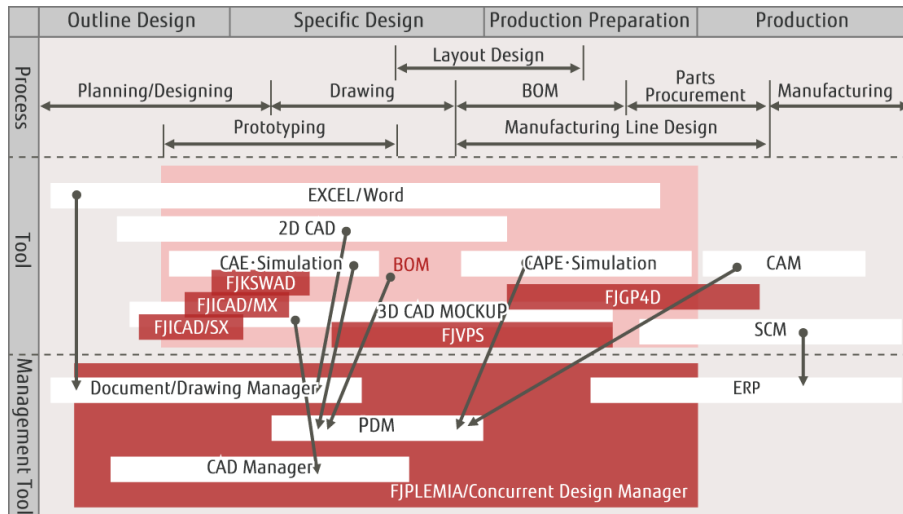 Outline Design
Specific Design
Production Preparation
Production
Process
Layout Design
Planning/Designing
Drawing
BOM
Parts
Procurement
Manufacturing
Prototyping
Manufacturing Line Design
Tool
EXCEL/Word
2D CAD
CAE·Simulation
BOM
CAPE·Simulation
CAM
FJKSWAD
FJICAD/MX
3D CAD MOCKUP
FJGP4D
FJICAD/SX
FJVPS
SCM
Management Tool
Document/Drawing Manager
ERP
PDM
CAD Manager
FJPLEMIA/Concurrent Design Manager